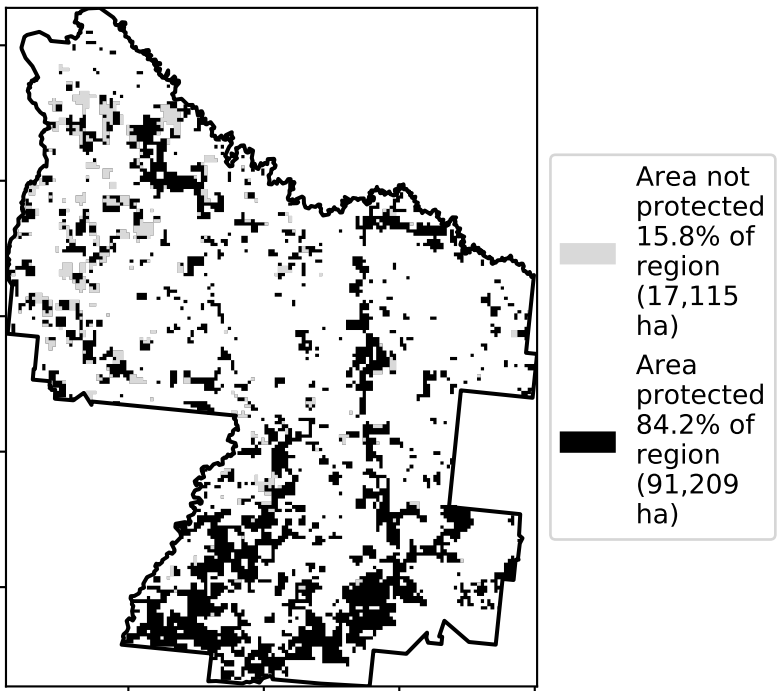 Area not
protected
15.8% of
region
(17,115
ha)
Area
protected
84.2% of
region
(91,209
ha)